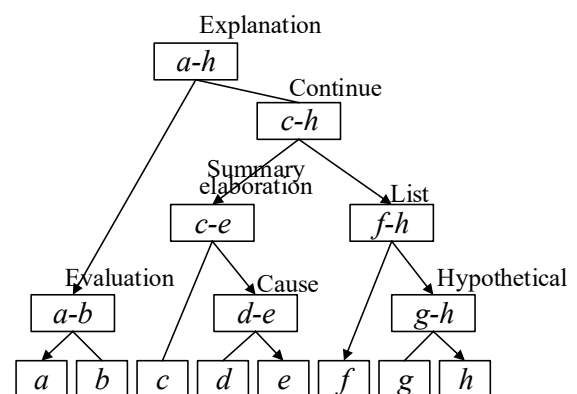 Explanation
a-h
Continue
c-h
Summary
elaboration
List
c-e
f-h
Evaluation
Cause
Hypothetical
a-b
d-e
g-h
a b c d e f g h